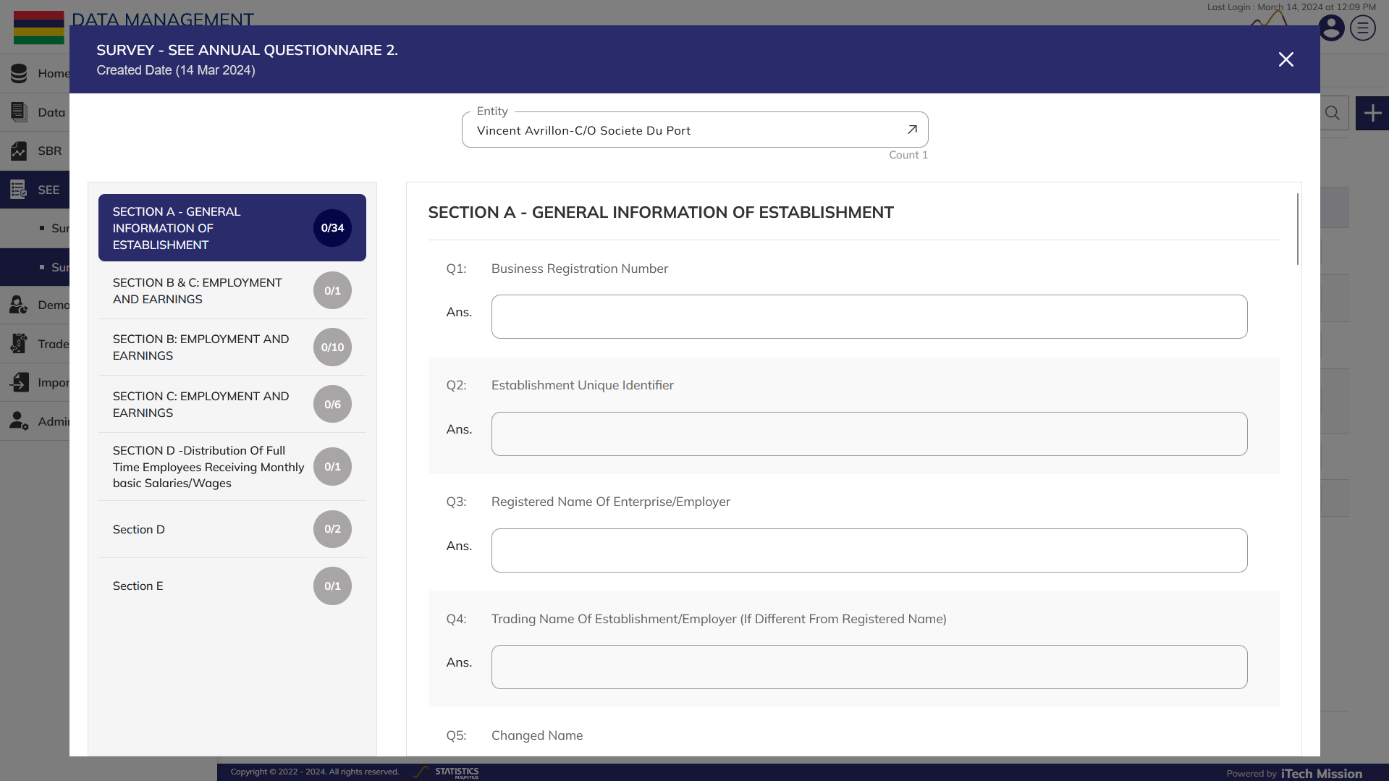 DATA MANAGEMENT
Last Login : March 14, 2024 at 12:09 PM
SURVEY - SEE ANNUAL QUESTIONNAIRE 2.
Created Date (14 Mar 2024)
Home
Data
SBR
SEE
Sur
Sur
Demo
Trade
Impor
Admi
Entity
Vincent Avrillon-C/O Societe Du Port
Count 1
SECTION A - GENERAL
INFORMATION OF
ESTABLISHMENT
0/34
SECTION B & C: EMPLOYMENT
AND EARNINGS
0/1
SECTION B: EMPLOYMENT AND
EARNINGS
0/10
SECTION C: EMPLOYMENT AND
EARNINGS
0/6
SECTION D -Distribution Of Full
Time Employees Receiving Monthly
basic Salaries/Wages
0/1
Section D
0/2
Section E
0/1
SECTION A - GENERAL INFORMATION OF ESTABLISHMENT
Q1: Business Registration Number
Ans.
Q2: Establishment Unique Identifier
Ans.
Q3: Registered Name Of Enterprise/Employer
Ans.
Q4: Trading Name Of Establishment/Employer (If Different From Registered Name)
Ans.
Q5: Changed Name
Copyright © 2022 - 2024. All rights reserved.
STATISTICS
MAURITIUS
Powered by iTech Mission